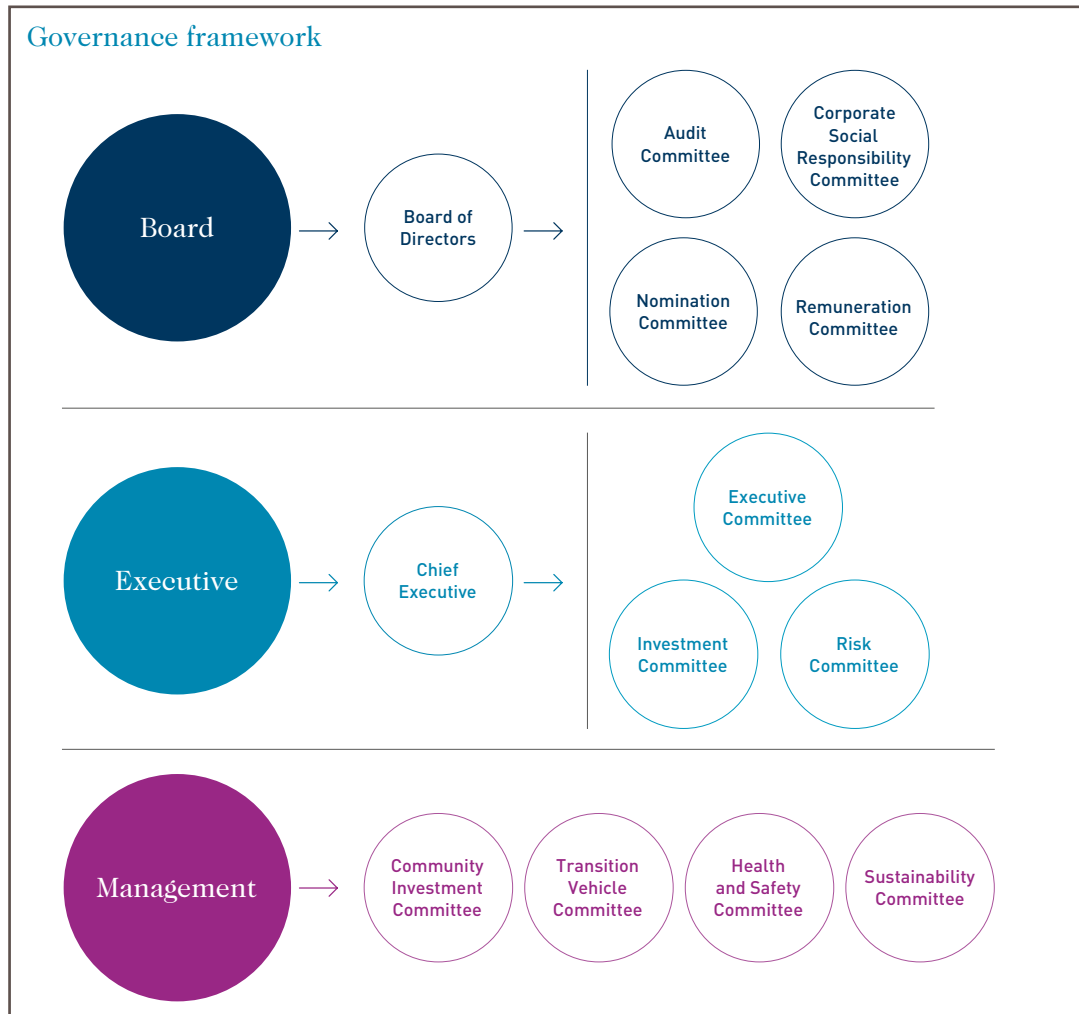 Governance framework
Board
Board of
Directors
Audit
Committee
Corporate
Social
Responsibility
Committee
Nomination
Committee
Remuneration
Committee
Executive
Chief
Executive
Executive
Committee
Investment
Committee
Risk
Committee
Management
Community
Investment
Committee
Transition
Vehicle
Committee
Health
and Safety
Committee
Sustainability
Committee